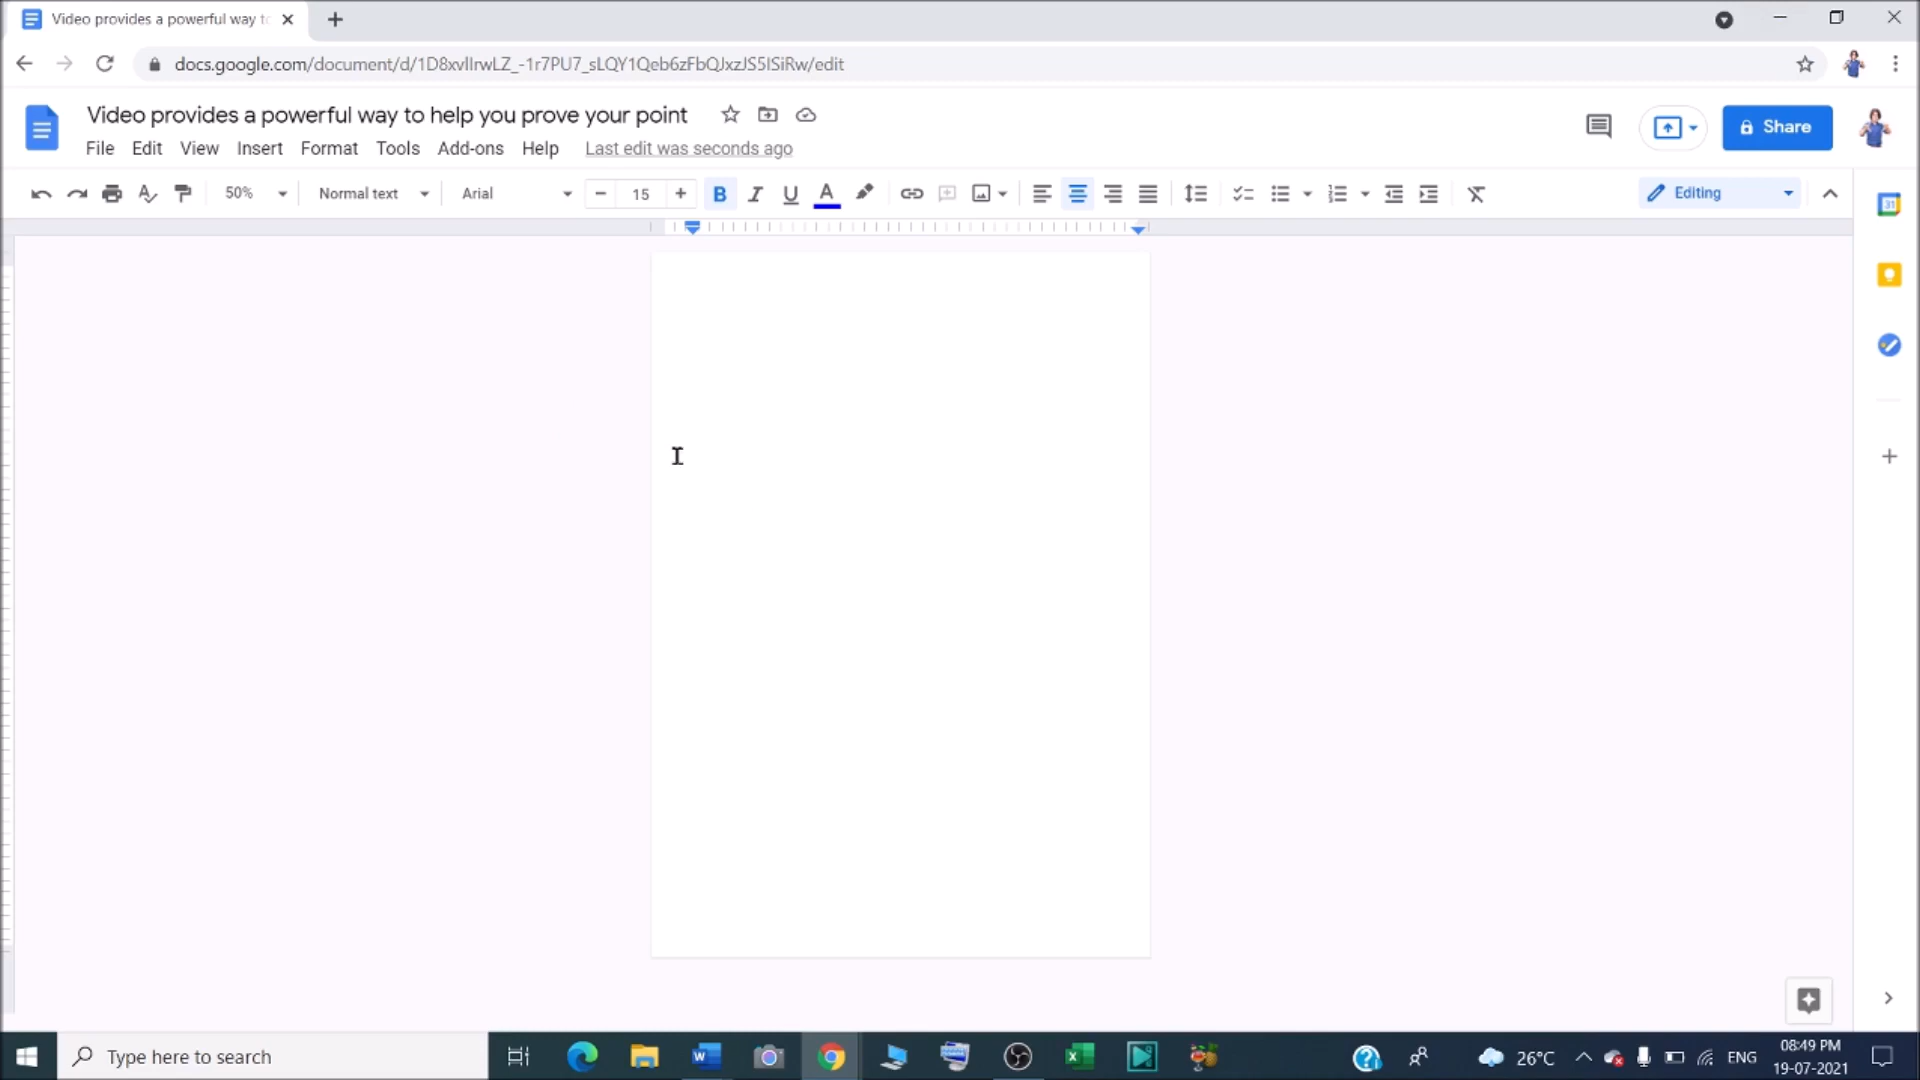 Video provides a powerful way to
docs.google.com/document/d/1D8xvlIrwLZ_-1r7PU7_sLQY1Qeb6zFbQJxzJS5ISiRw/edit
Video provides a powerful way to help you prove your point
File Edit View Insert Format Tools Add-ons Help Last edit was seconds ago
Share
50% Normal text Arial 15 B I U A Editing
31
Type here to search
26°C ENG 08:49 PM
19-07-2021